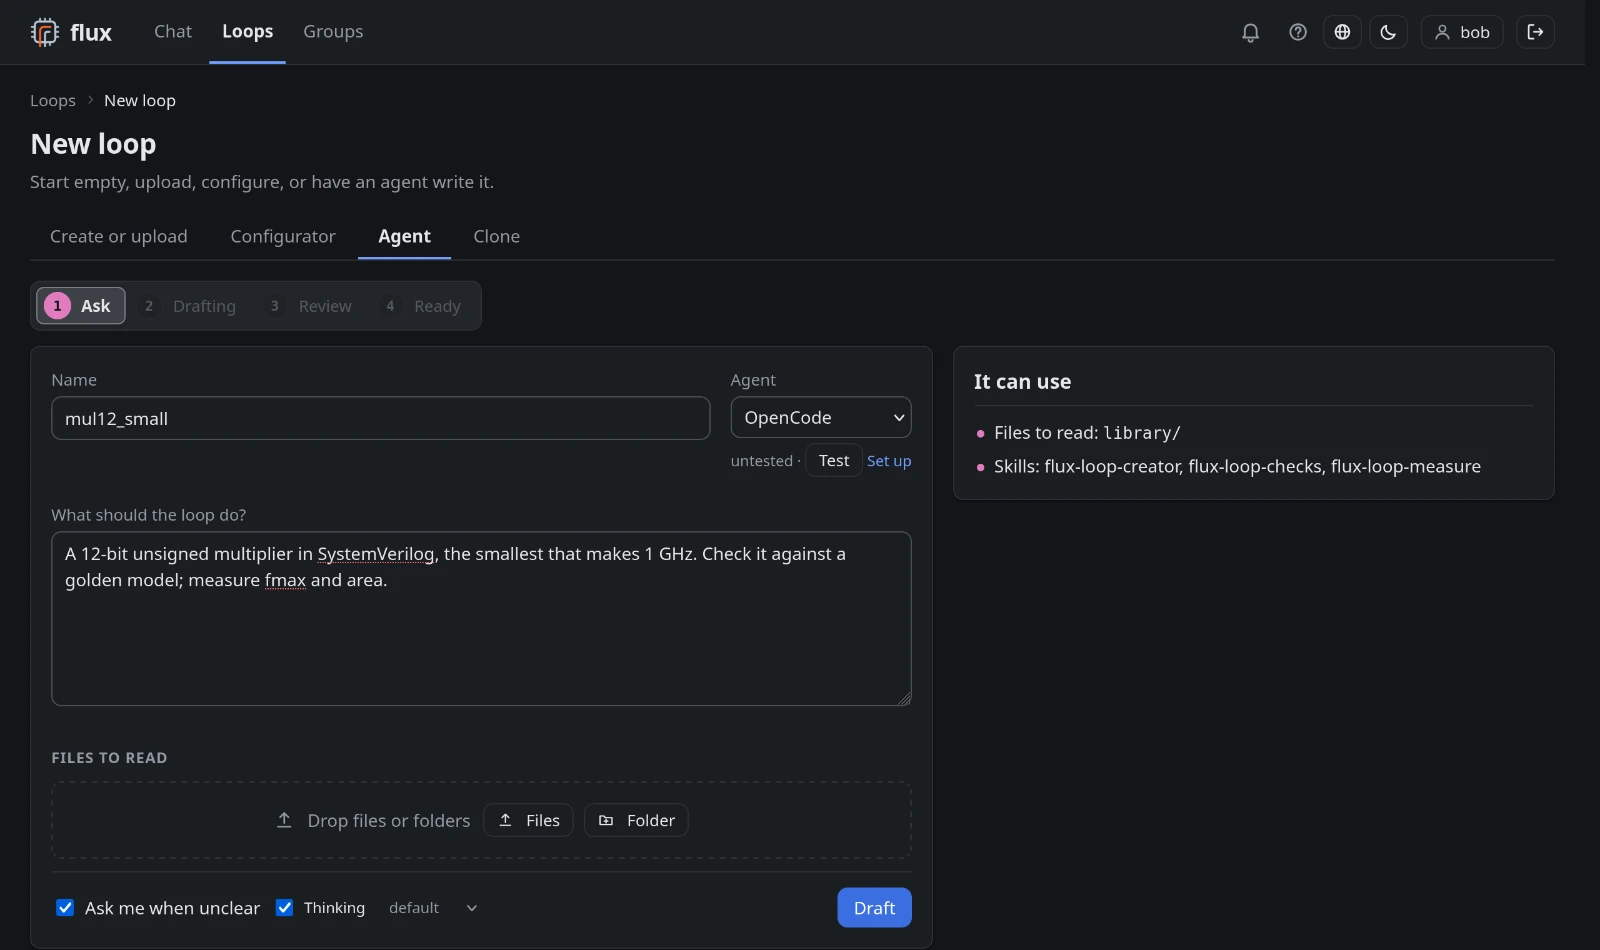 flux
Chat Loops Groups
bob
Loops > New loop
New loop
Start empty, upload, configure, or have an agent write it.
Create or upload Configurator Agent Clone
1 Ask 2 Drafting 3 Review 4 Ready
Name
mul12_small
Agent
OpenCode
untested · Test Set up
What should the loop do?
A 12-bit unsigned multiplier in SystemVerilog, the smallest that makes 1 GHz. Check it against a
golden model; measure fmax and area.
FILES TO READ
Drop files or folders Files Folder
Ask me when unclear Thinking default Draft
It can use
Files to read: library/
Skills: flux-loop-creator, flux-loop-checks, flux-loop-measure